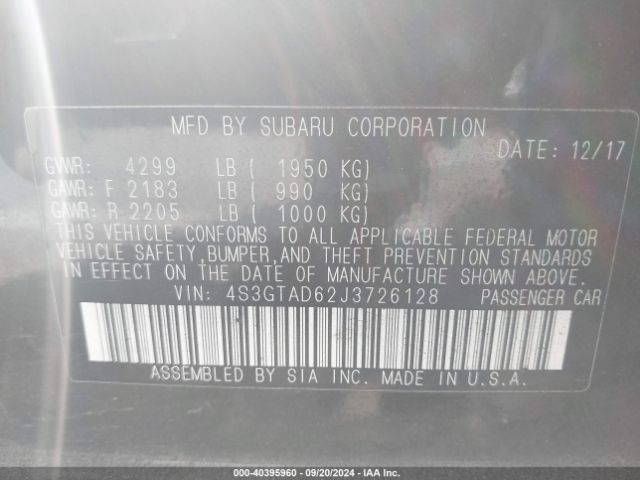 MFD BY SUBARU CORPORATION
DATE: 12/17
GVWR: 4299 LB ( 1950 KG)
GAWR: F 2183 LB ( 990 KG)
GAWR: R 2205 LB ( 1000 KG)
THIS VEHICLE CONFORMS TO ALL APPLICABLE FEDERAL MOTOR
VEHICLE SAFETY, BUMPER, AND THEFT PREVENTION STANDARDS
IN EFFECT ON THE DATE OF MANUFACTURE SHOWN ABOVE.
VIN: 4S3GTAD62J3726128 PASSENGER CAR
ASSEMBLED BY SIA INC. MADE IN U.S.A.
000-40395960 - 09/20/2024 - IAA Inc.